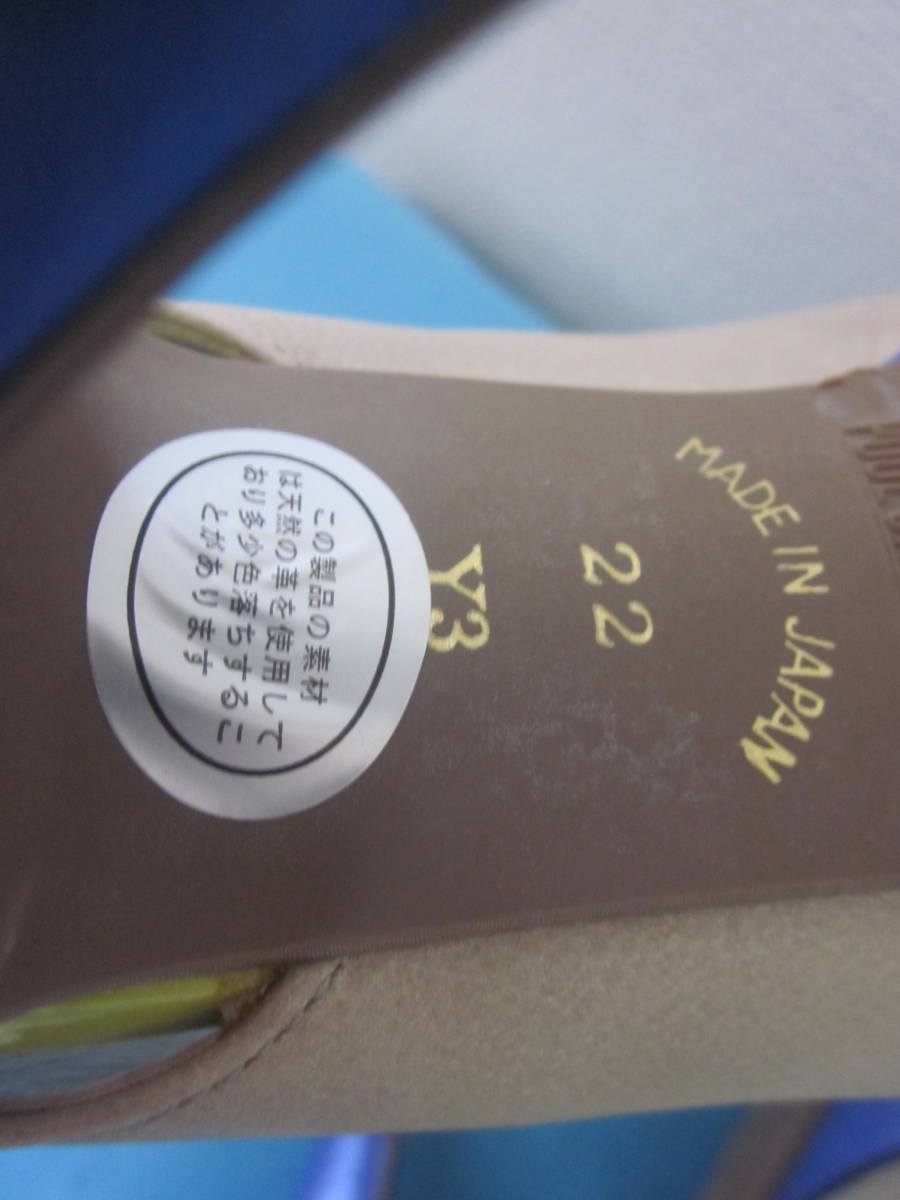 MADE IN JAPAN
22
Y3
この製品の素材
は天然の革を使用して
おり多少色落ちするこ
とがあります